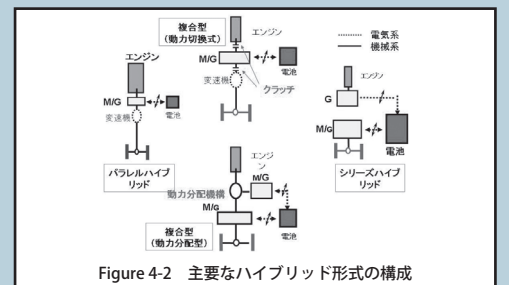 複合型
(動力切換式)
エンジン
M/G
電池
クラッチ
変速機
電気系
機械系
エンジン
M/G
電池
変速機
パラレルハイブ
リッド
エンジン
G
M/G
電池
シリーズハイブ
リッド
エンジ
ン
M/G
動力分配機構
M/G
電池
複合型
(動力分配型)
Figure 4-2 主要なハイブリッド形式の構成